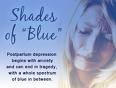 Shades
of “Blue”
Postpartum depression
begins with anxiety
and can end in tragedy,
with a whole spectrum
of blue in between.